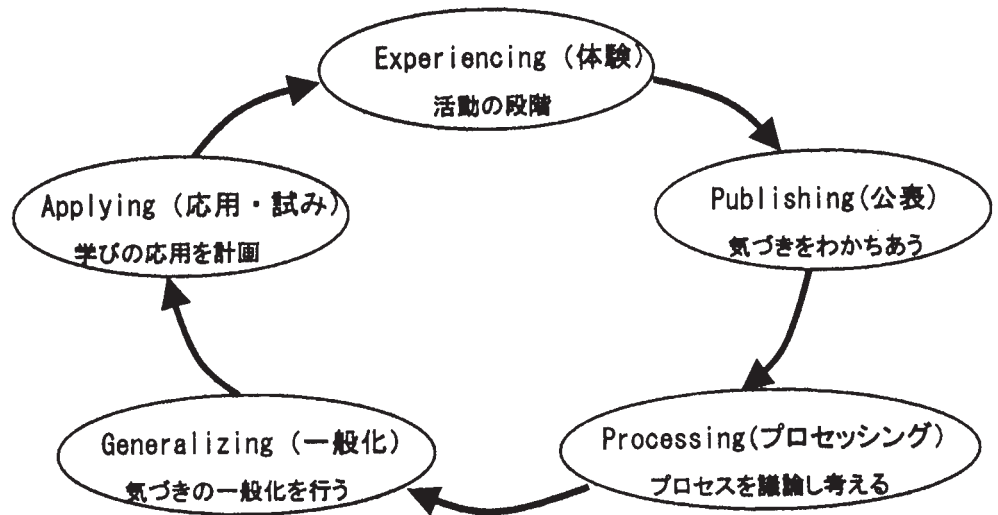 Experiencing (体験)
活動の段階
Publishing(公表)
気づきをわかちあう
Processing(プロセッシング)
プロセスを議論し考える
Generalizing (一般化)
気づきの一般化を行う
Applying (応用・試み)
学びの応用を計画